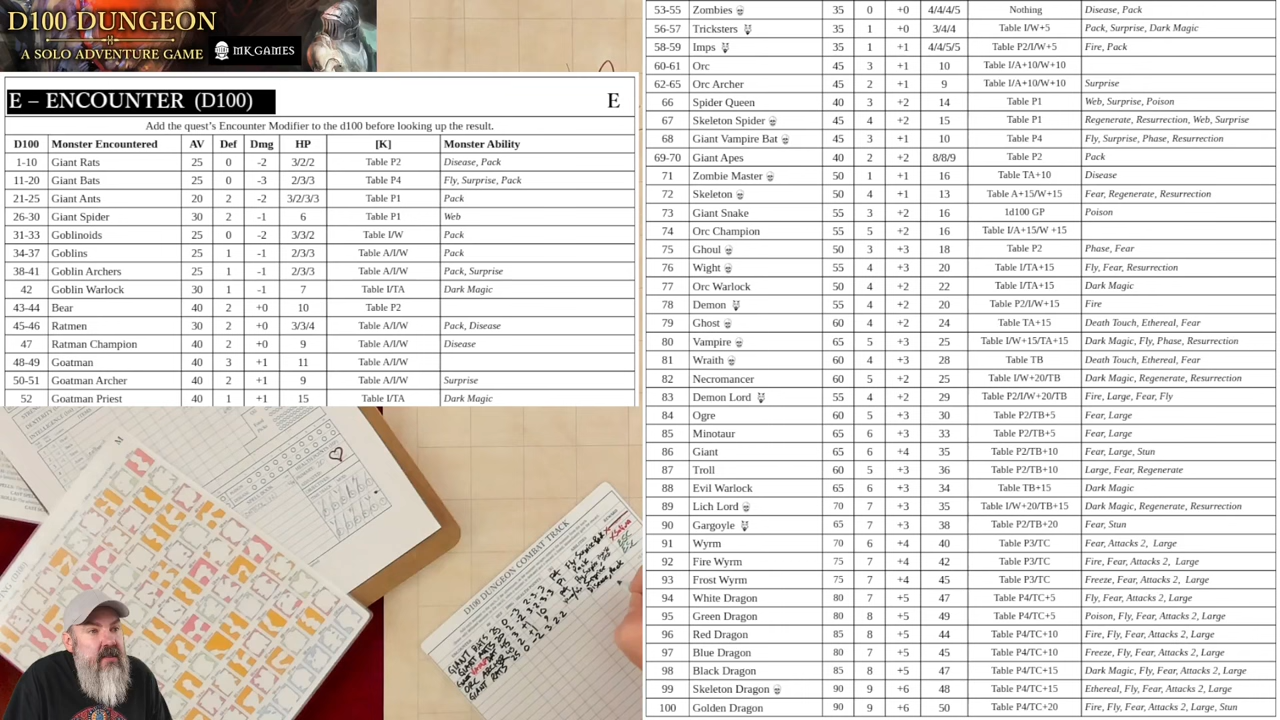 D100 DUNGEON
A SOLO ADVENTURE GAME
MK.GAMES
E – ENCOUNTER (D100) E
Add the quest's Encounter Modifier to the d100 before looking up the result.
D100 Monster Encountered AV Def Dmg HP [K] Monster Ability
1-10 Giant Rats 25 0 -2 3/2/2 Table P2 Disease, Pack
11-20 Giant Bats 25 0 -3 2/3/3 Table P4 Fly, Surprise, Pack
21-25 Giant Ants 20 2 -2 3/2/3/3 Table P1 Pack
26-30 Giant Spider 30 2 -1 6 Table P1 Web
31-33 Goblinoids 25 0 -2 3/3/2 Table I/W Pack
34-37 Goblins 25 1 -1 2/3/3 Table A/I/W Pack
38-41 Goblin Archers 25 1 -1 2/3/3 Table A/I/W Pack, Surprise
42 Goblin Warlock 30 1 -1 7 Table I/TA Dark Magic
43-44 Bear 40 2 +0 10 Table P2
45-46 Ratmen 30 2 +0 3/3/4 Table A/I/W Pack, Disease
47 Ratman Champion 40 2 +0 9 Table A/I/W Disease
48-49 Goatman 40 3 +1 11 Table A/I/W
50-51 Goatman Archer 40 2 +1 9 Table A/I/W Surprise
52 Goatman Priest 40 1 +1 15 Table I/TA Dark Magic
53-55 Zombies 35 0 +0 4/4/4/5 Nothing Disease, Pack
56-57 Tricksters 35 1 +0 3/4/4 Table I/W+5 Pack, Surprise, Dark Magic
58-59 Imps 35 1 +1 4/4/5/5 Table P2/I/W+5 Fire, Pack
60-61 Orc 45 3 +1 10 Table I/A+10/W+10
62-65 Orc Archer 45 2 +1 9 Table I/A+10/W+10 Surprise
66 Spider Queen 40 3 +2 14 Table P1 Web, Surprise, Poison
67 Skeleton Spider 45 4 +2 15 Table P1 Regenerate, Resurrection, Web, Surprise
68 Giant Vampire Bat 45 3 +1 10 Table P4 Fly, Surprise, Phase, Resurrection
69-70 Giant Apes 40 2 +2 8/8/9 Table P2 Pack
71 Zombie Master 50 1 +1 16 Table TA+10 Disease
72 Skeleton 50 4 +1 13 Table A+15/W+15 Fear, Regenerate, Resurrection
73 Giant Snake 55 3 +2 16 1d100 GP Poison
74 Orc Champion 55 5 +2 16 Table I/A+15/W +15
75 Ghoul 50 3 +3 18 Table P2 Phase, Fear
76 Wight 55 4 +3 20 Table I/TA+15 Fly, Fear, Resurrection
77 Orc Warlock 50 4 +2 22 Table I/TA+15 Dark Magic
78 Demon 55 4 +2 20 Table P2/I/W+15 Fire
79 Ghost 60 4 +2 24 Table TA+15 Death Touch, Ethereal, Fear
80 Vampire 65 5 +3 25 Table I/W+15/TA+15 Dark Magic, Fly, Phase, Resurrection
81 Wraith 60 4 +3 28 Table TB Death Touch, Ethereal, Fear
82 Necromancer 60 5 +2 25 Table I/W+20/TB Dark Magic, Regenerate, Resurrection
83 Demon Lord 55 4 +2 29 Table P2/I/W+20/TB Fire, Large, Fear, Fly
84 Ogre 60 5 +3 30 Table P2/TB+5 Fear, Large
85 Minotaur 65 6 +3 33 Table P2/TB+5 Fear, Large
86 Giant 65 6 +4 35 Table P2/TB+10 Fear, Large, Stun
87 Troll 60 5 +3 36 Table P2/TB+10 Large, Fear, Regenerate
88 Evil Warlock 65 6 +3 34 Table TB+15 Dark Magic
89 Lich Lord 70 7 +3 35 Table I/W+20/TB+15 Dark Magic, Regenerate, Resurrection
90 Gargoyle 65 7 +3 38 Table P2/TB+20 Fear, Stun
91 Wyrm 70 6 +4 40 Table P3/TC Fear, Attacks 2, Large
92 Fire Wyrm 75 7 +4 42 Table P3/TC Fire, Fear, Attacks 2, Large
93 Frost Wyrm 75 7 +4 45 Table P3/TC Freeze, Fear, Attacks 2, Large
94 White Dragon 80 7 +5 47 Table P4/TC+5 Fly, Fear, Attacks 2, Large
95 Green Dragon 80 8 +5 49 Table P4/TC+5 Poison, Fly, Fear, Attacks 2, Large
96 Red Dragon 85 8 +5 44 Table P4/TC+10 Fire, Fly, Fear, Attacks 2, Large
97 Blue Dragon 80 7 +5 45 Table P4/TC+10 Freeze, Fly, Fear, Attacks 2, Large
98 Black Dragon 85 8 +5 47 Table P4/TC+15 Dark Magic, Fly, Fear, Attacks 2, Large
99 Skeleton Dragon 90 9 +6 48 Table P4/TC+15 Ethereal, Fly, Fear, Attacks 2, Large
100 Golden Dragon 90 9 +6 50 Table P4/TC+20 Fire, Fly, Fear, Attacks 2, Large, Stun
D100 DUNGEON COMBAT TRACK
GIANT BATS